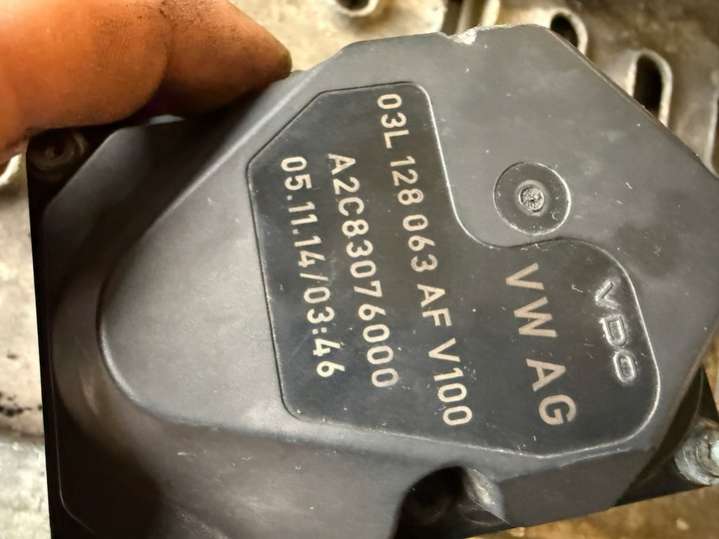 VDO
VW AG
03L 128 063 AF V100
A2C83076000
05.11.14/03:46